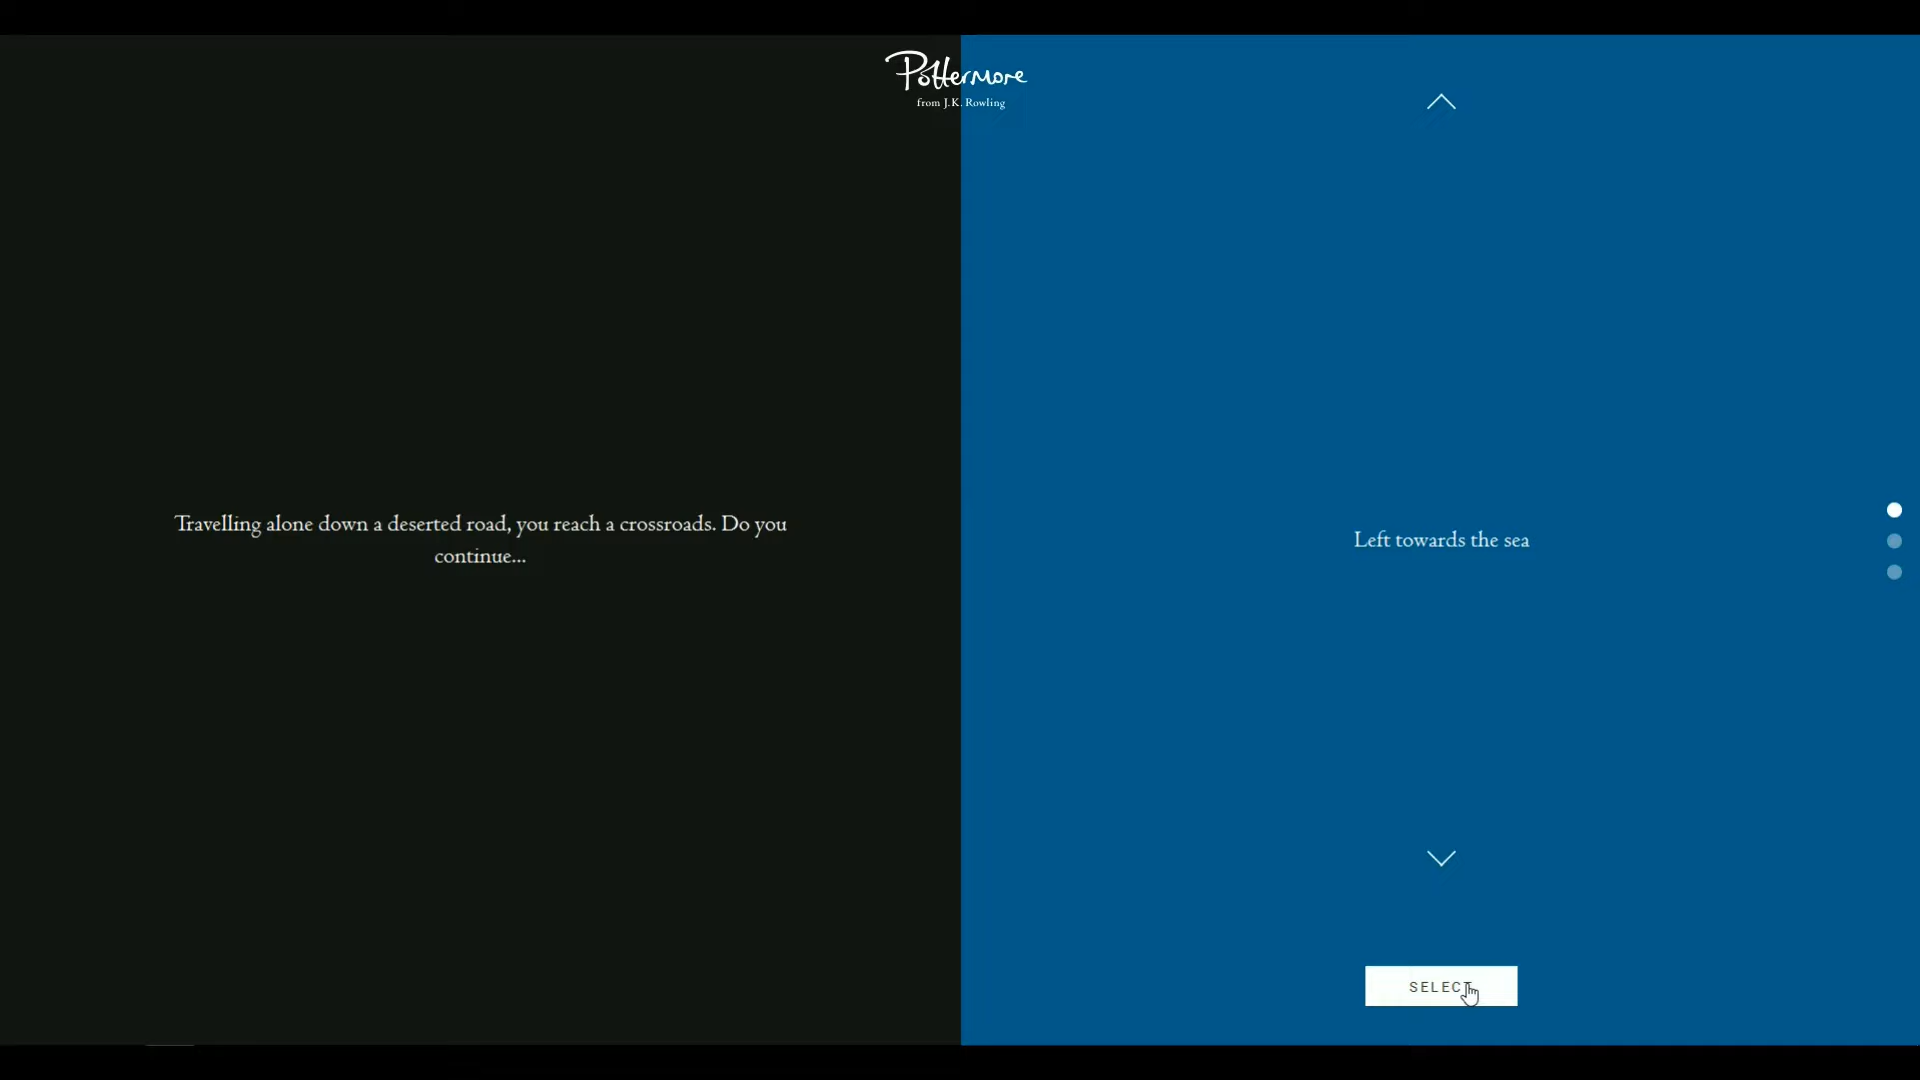 Pottermore
from J.K. Rowling
Travelling alone down a deserted road, you reach a crossroads. Do you
continue...
Left towards the sea
SELECT